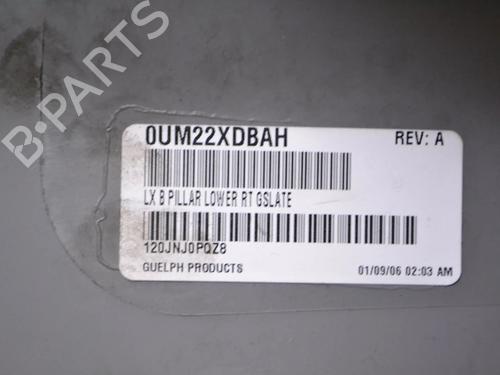 B-PARTS
0UM22XDBAH REV: A
LX B PILLAR LOWER RT GSLATE
120JNJ0PQZ8
GUELPH PRODUCTS 01/09/06 02:03 AM